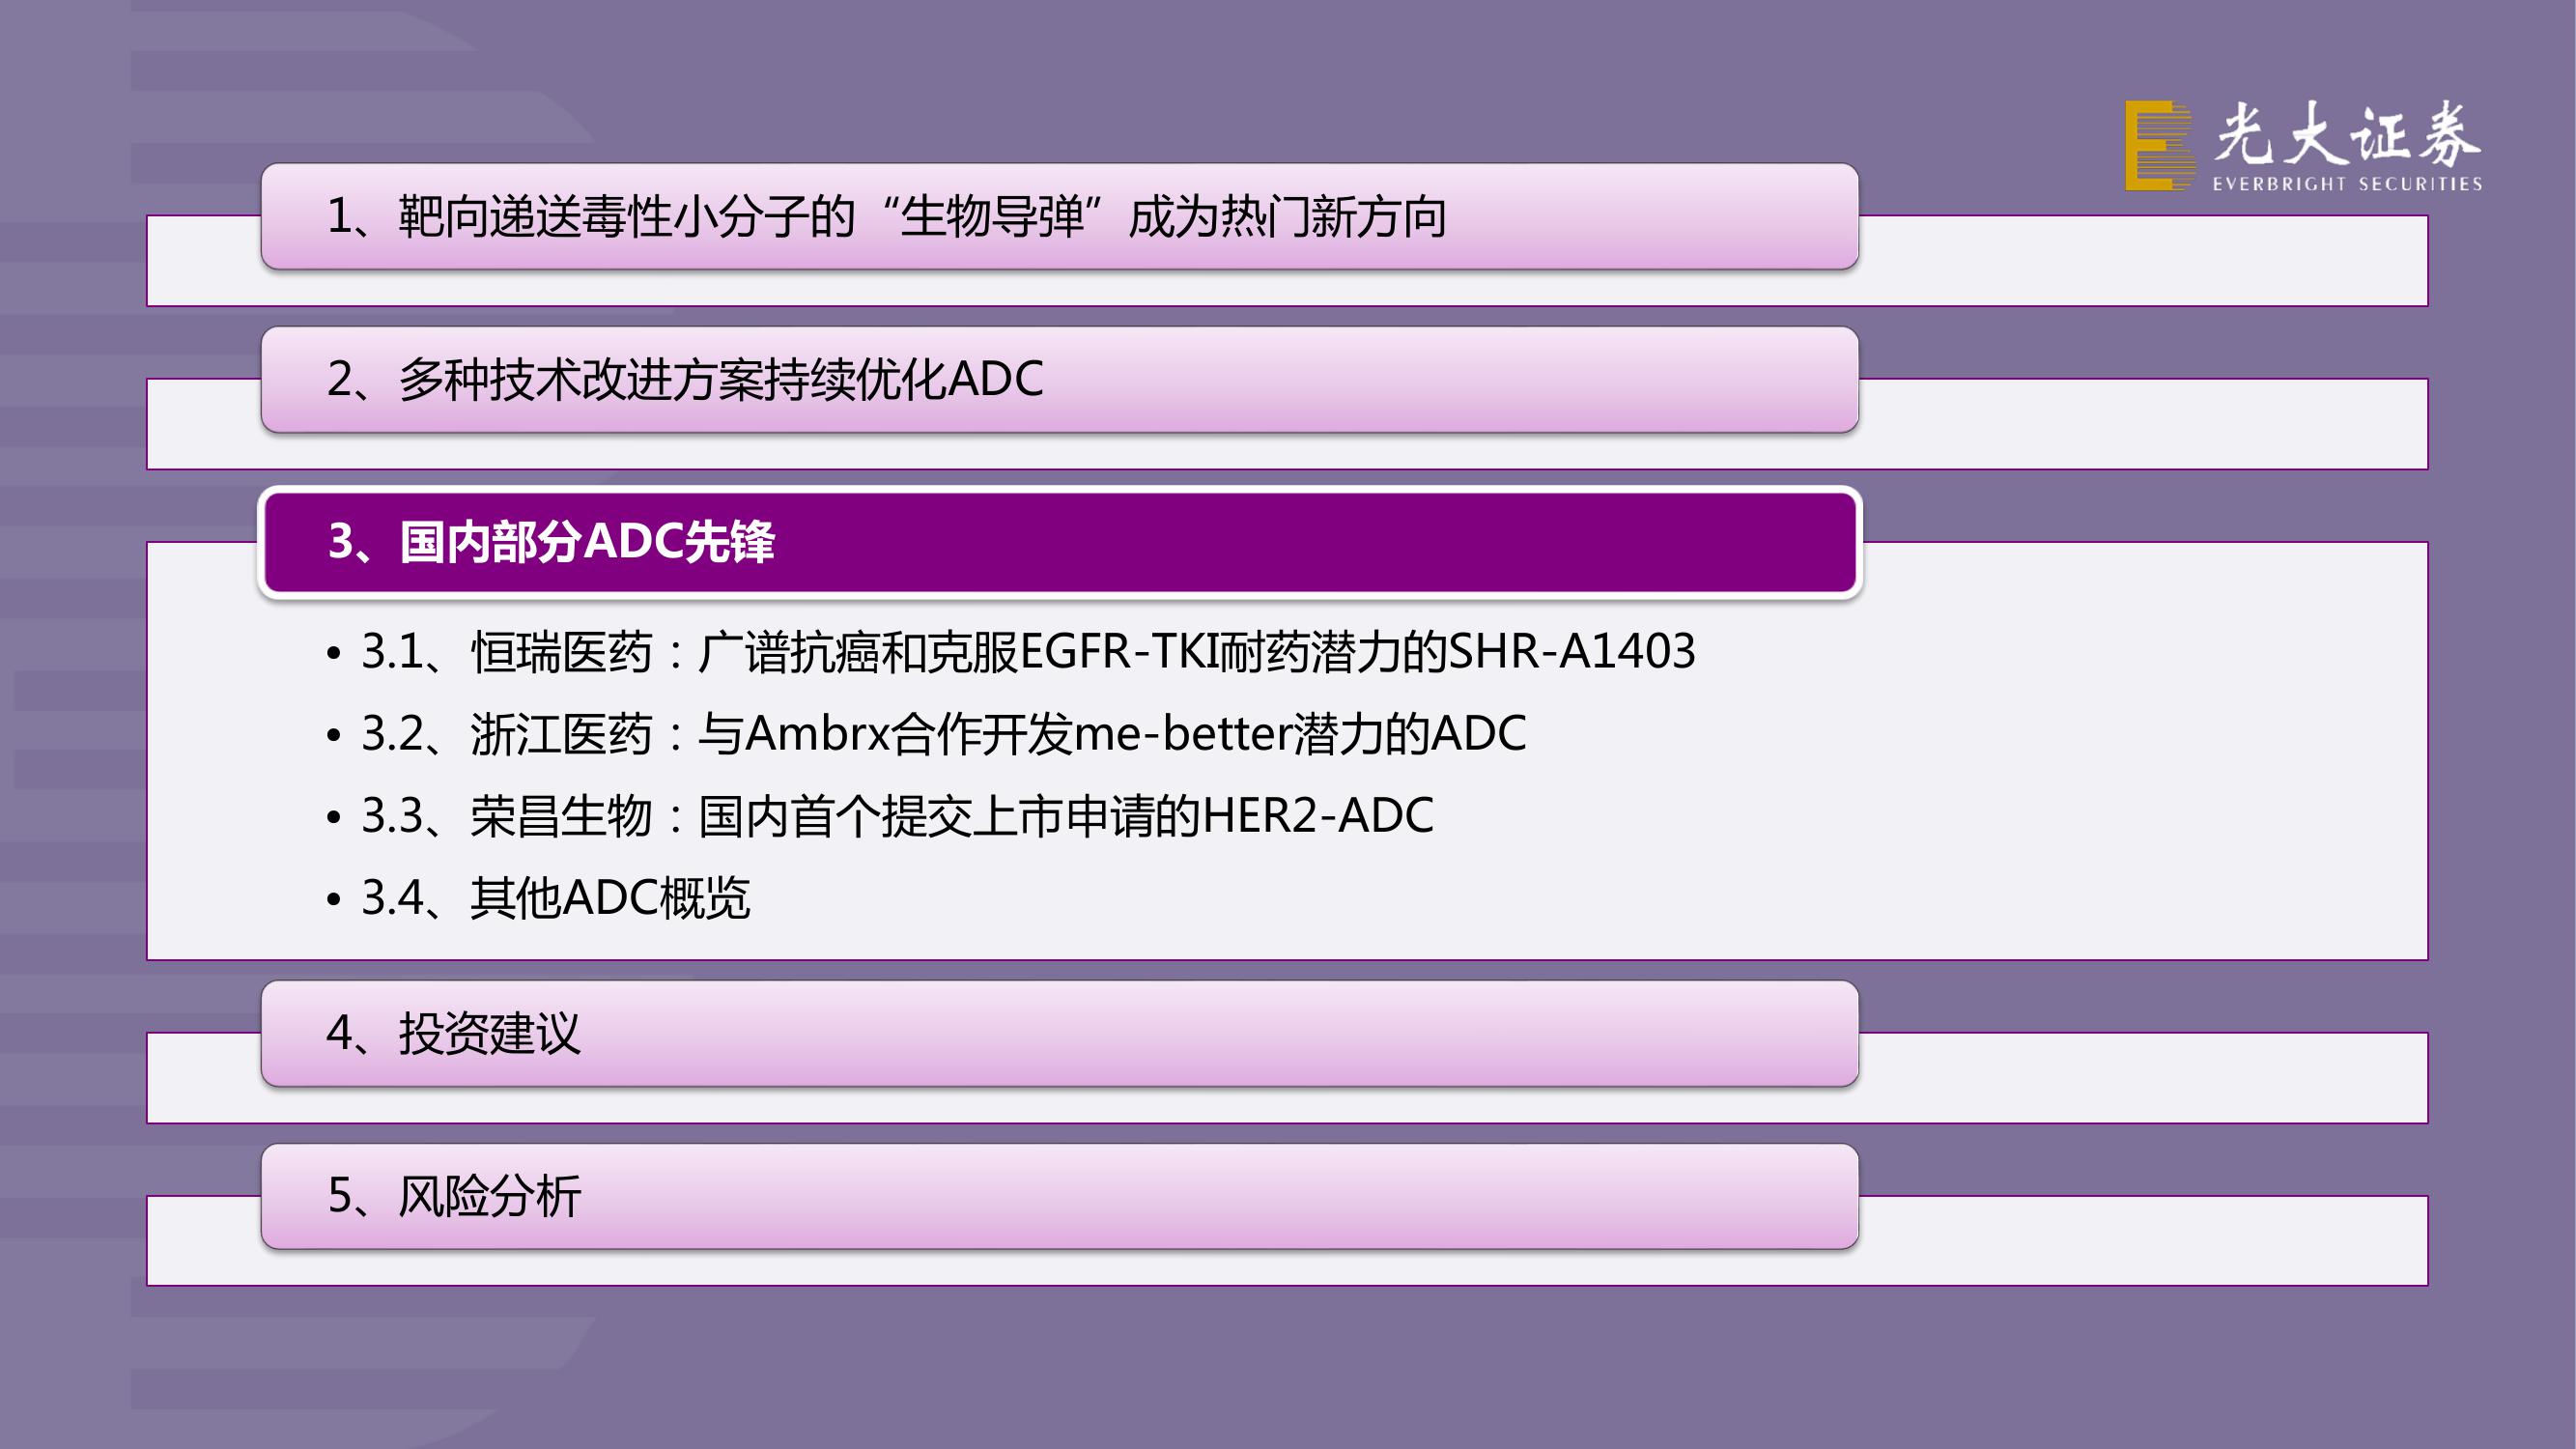 光大证券
EVERBRIGHT SECURITIES
1、靶向递送毒性小分子的“生物导弹”成为热门新方向
2、多种技术改进方案持续优化ADC
3、国内部分ADC先锋
• 3.1、恒瑞医药：广谱抗癌和克服EGFR-TKI耐药潜力的SHR-A1403
• 3.2、浙江医药：与Ambrx合作开发me-better潜力的ADC
• 3.3、荣昌生物：国内首个提交上市申请的HER2-ADC
• 3.4、其他ADC概览
4、投资建议
5、风险分析